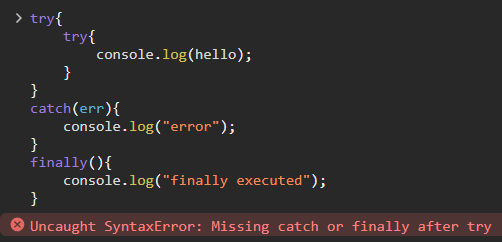 > try{
    try{
        console.log(hello);
    }
}
catch(err){
    console.log("error");
}
finally(){
    console.log("finally executed");
}
Uncaught SyntaxError: Missing catch or finally after try